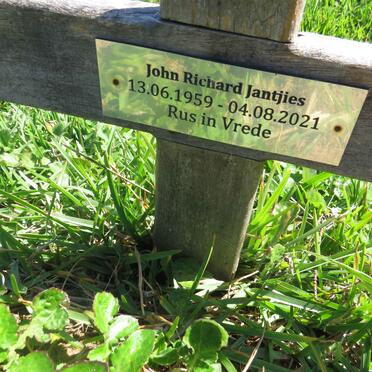 John Richard Jantjies
13.06.1959 - 04.08.2021
Rus in Vrede